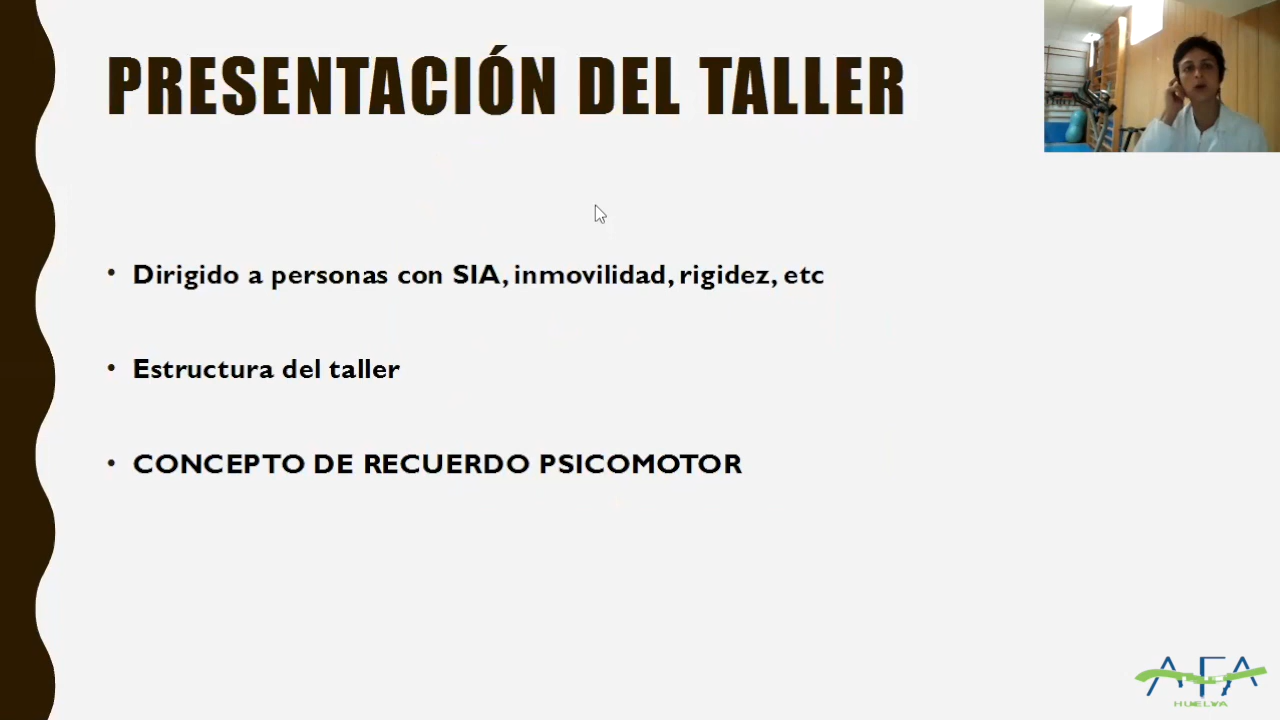 PRESENTACIÓN DEL TALLER
• Dirigido a personas con SIA, inmovilidad, rigidez, etc
• Estructura del taller
• CONCEPTO DE RECUERDO PSICOMOTOR
AFA
HUELVA